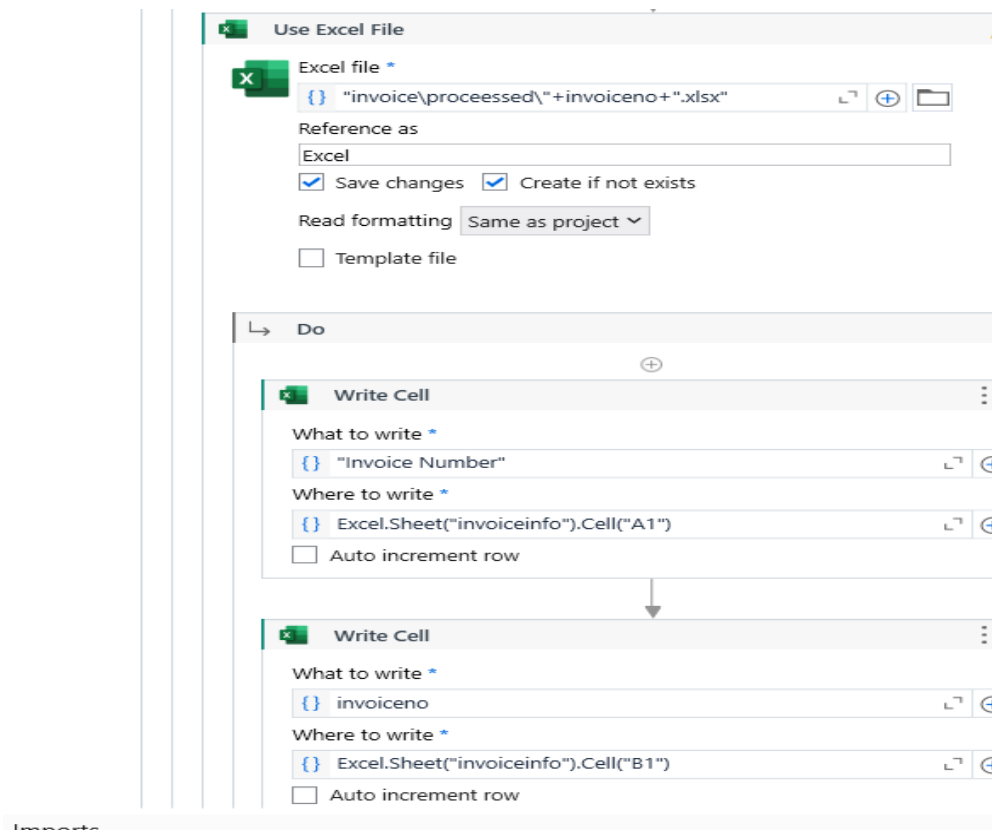 Use Excel File
Excel file *
{} "invoice\proceessed\"+invoiceno+".xlsx"
Reference as
Excel
Save changes Create if not exists
Read formatting Same as project
Template file
Do
Write Cell
What to write *
{} "Invoice Number"
Where to write *
{} Excel.Sheet("invoiceinfo").Cell("A1")
Auto increment row
Write Cell
What to write *
{} invoiceno
Where to write *
{} Excel.Sheet("invoiceinfo").Cell("B1")
Auto increment row
Imports